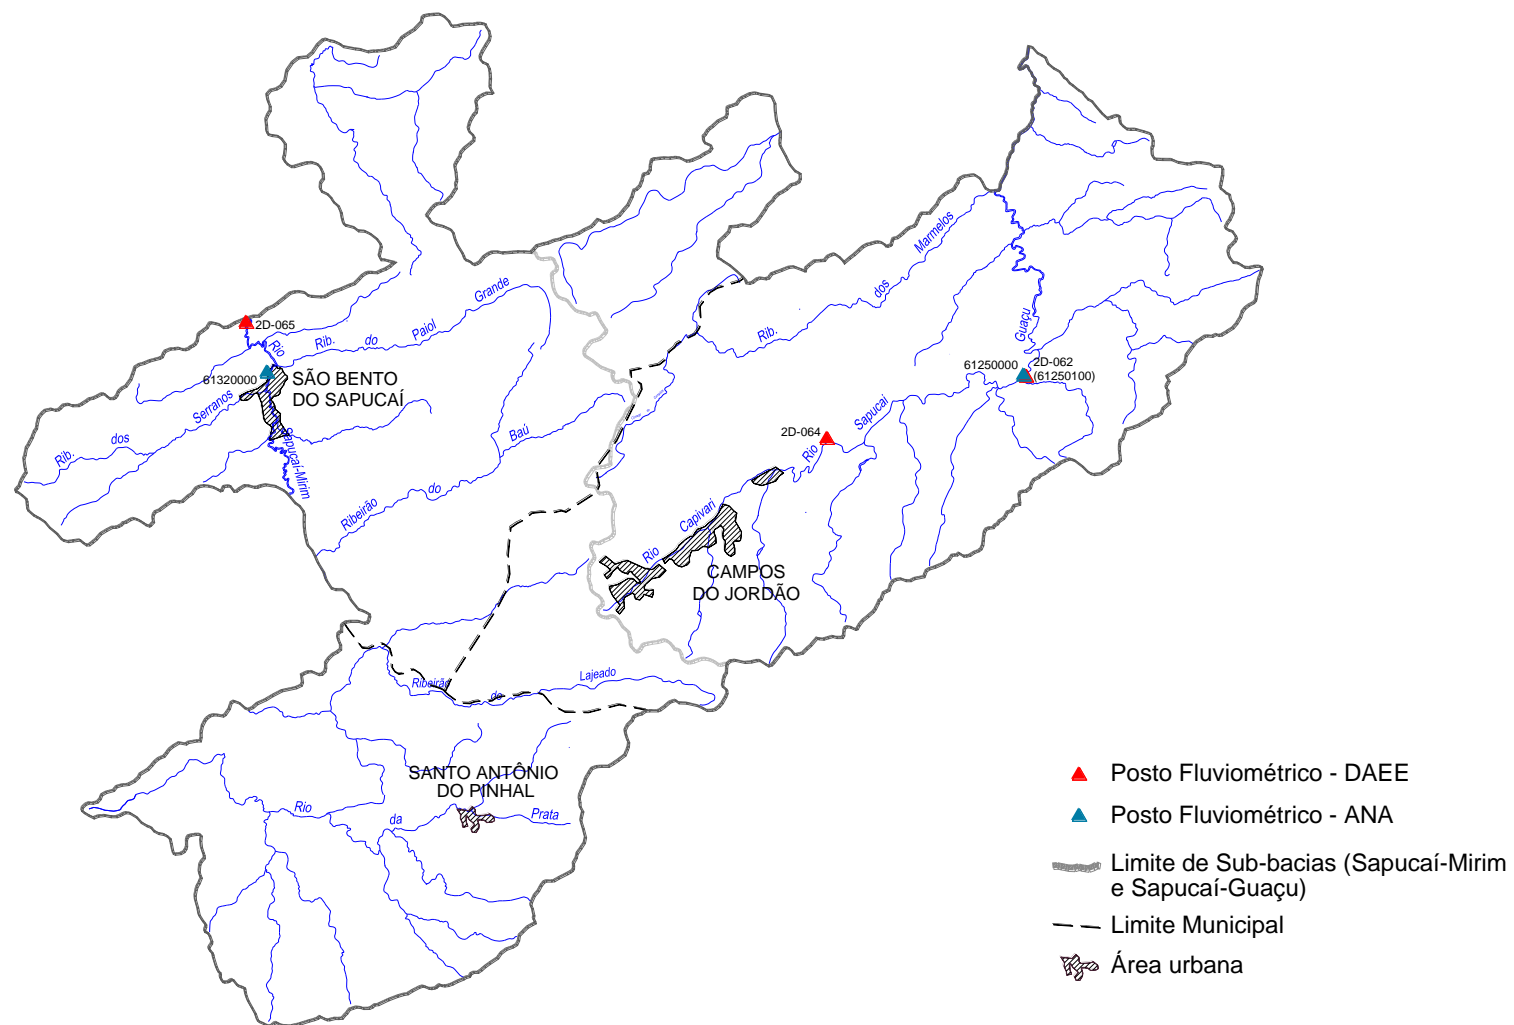 Rib.
dos
Marmelos
Grande
Paiol
do
Rib.
Rio
2D-065
61320000
SÃO BENTO
DO SAPUCAÍ
Serranos
dos
Rib.
Sapucaí-Mirim
Baú
do
Ribeirão
Guaçu
61250000
2D-062
(61250100)
2D-064
Sapucaí
Rio
Capivari
Rio
CAMPOS
DO JORDÃO
Ribeirão
do
Lajeado
SANTO ANTÔNIO
DO PINHAL
Rio
da
Prata
Posto Fluviométrico - DAEE
Posto Fluviométrico - ANA
Limite de Sub-bacias (Sapucaí-Mirim
e Sapucaí-Guaçu)
Limite Municipal
Área urbana